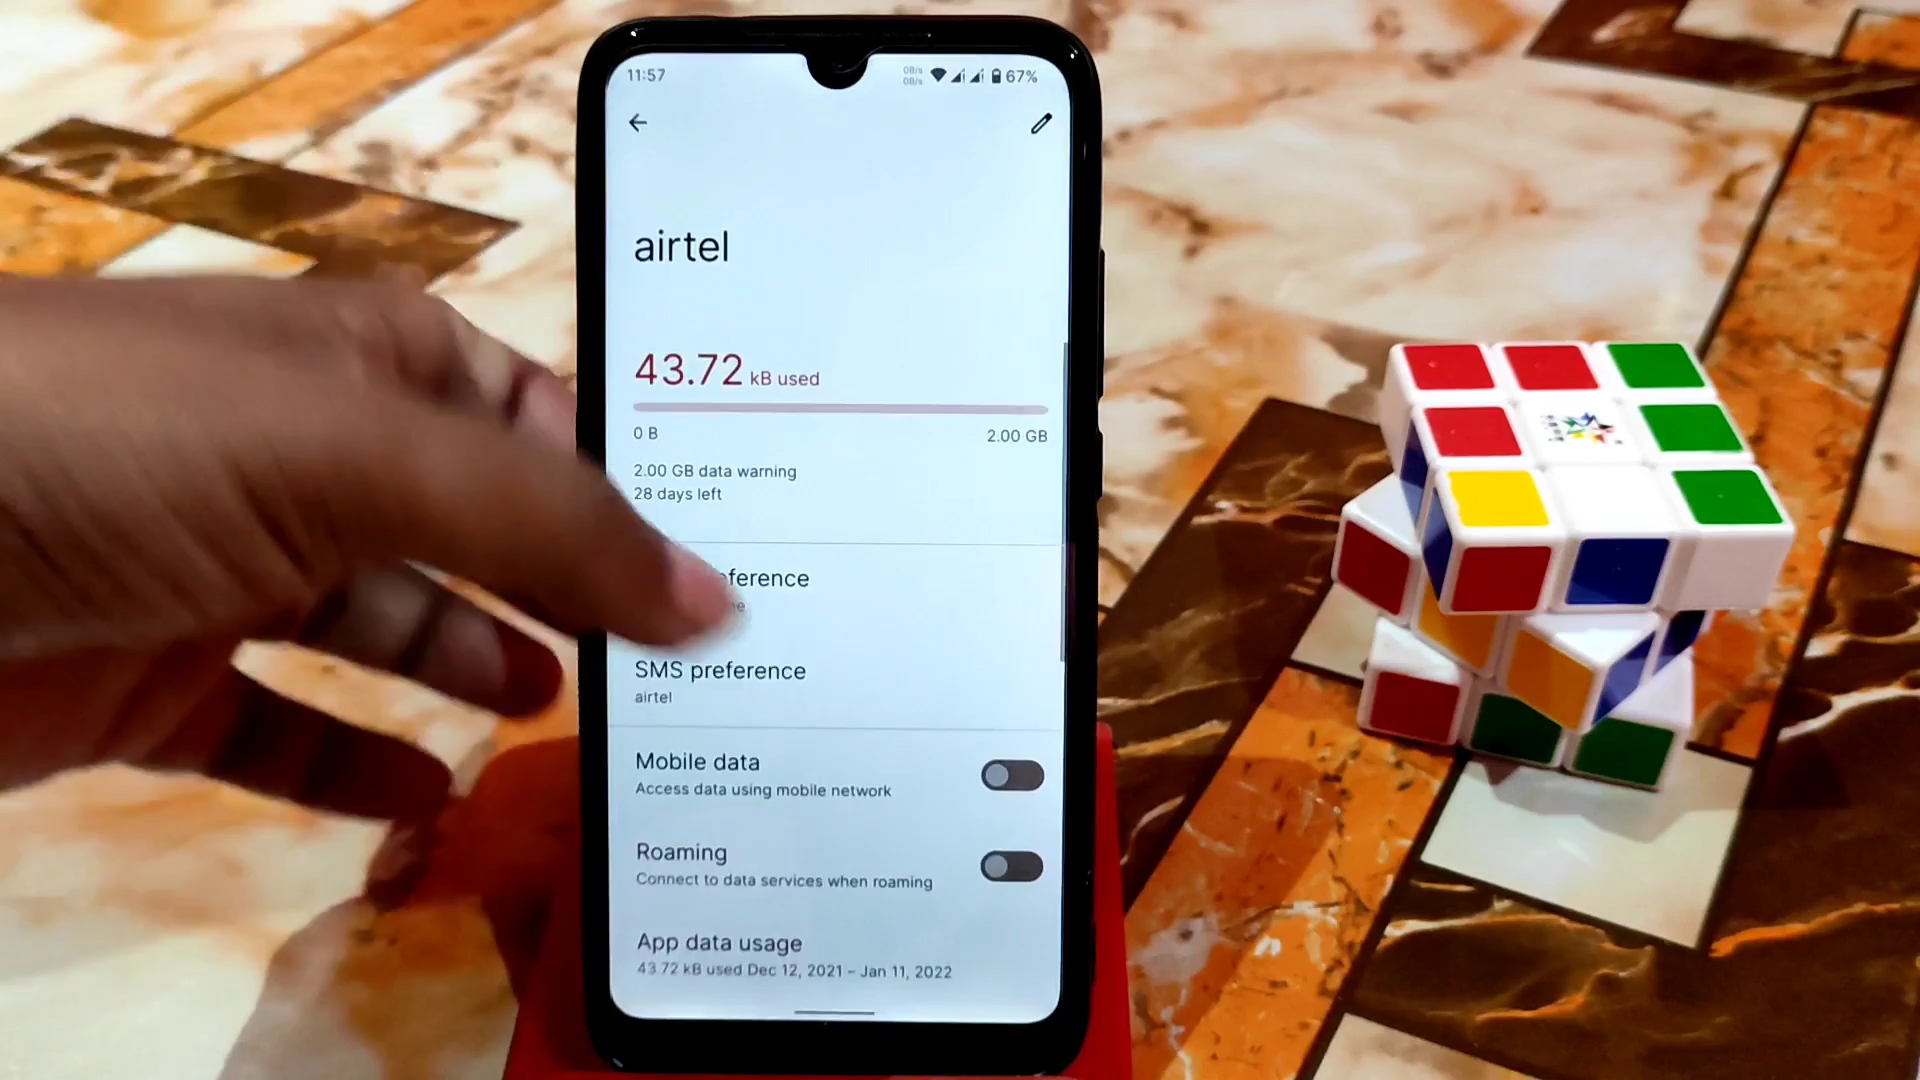 11:57
0B/s
0B/s
67%
airtel
43.72 kB used
0 B
2.00 GB
2.00 GB data warning
28 days left
ference
SMS preference
airtel
Mobile data
Access data using mobile network
Roaming
Connect to data services when roaming
App data usage
43.72 kB used Dec 12, 2021 – Jan 11, 2022